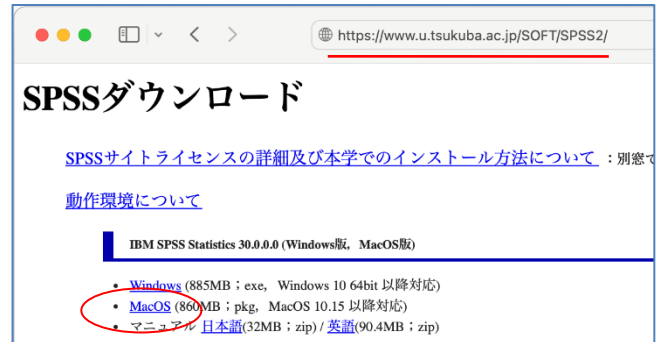 https://www.u.tsukuba.ac.jp/SOFT/SPSS2/
SPSSダウンロード
SPSSサイトライセンスの詳細及び本学でのインストール方法について ：別窓で
動作環境について
IBM SPSS Statistics 30.0.0.0 (Windows版，MacOS版)
• Windows (885MB；exe，Windows 10 64bit 以降対応)
• MacOS (860MB；pkg，MacOS 10.15 以降対応)
• マニュアル 日本語(32MB；zip) / 英語(90.4MB；zip)